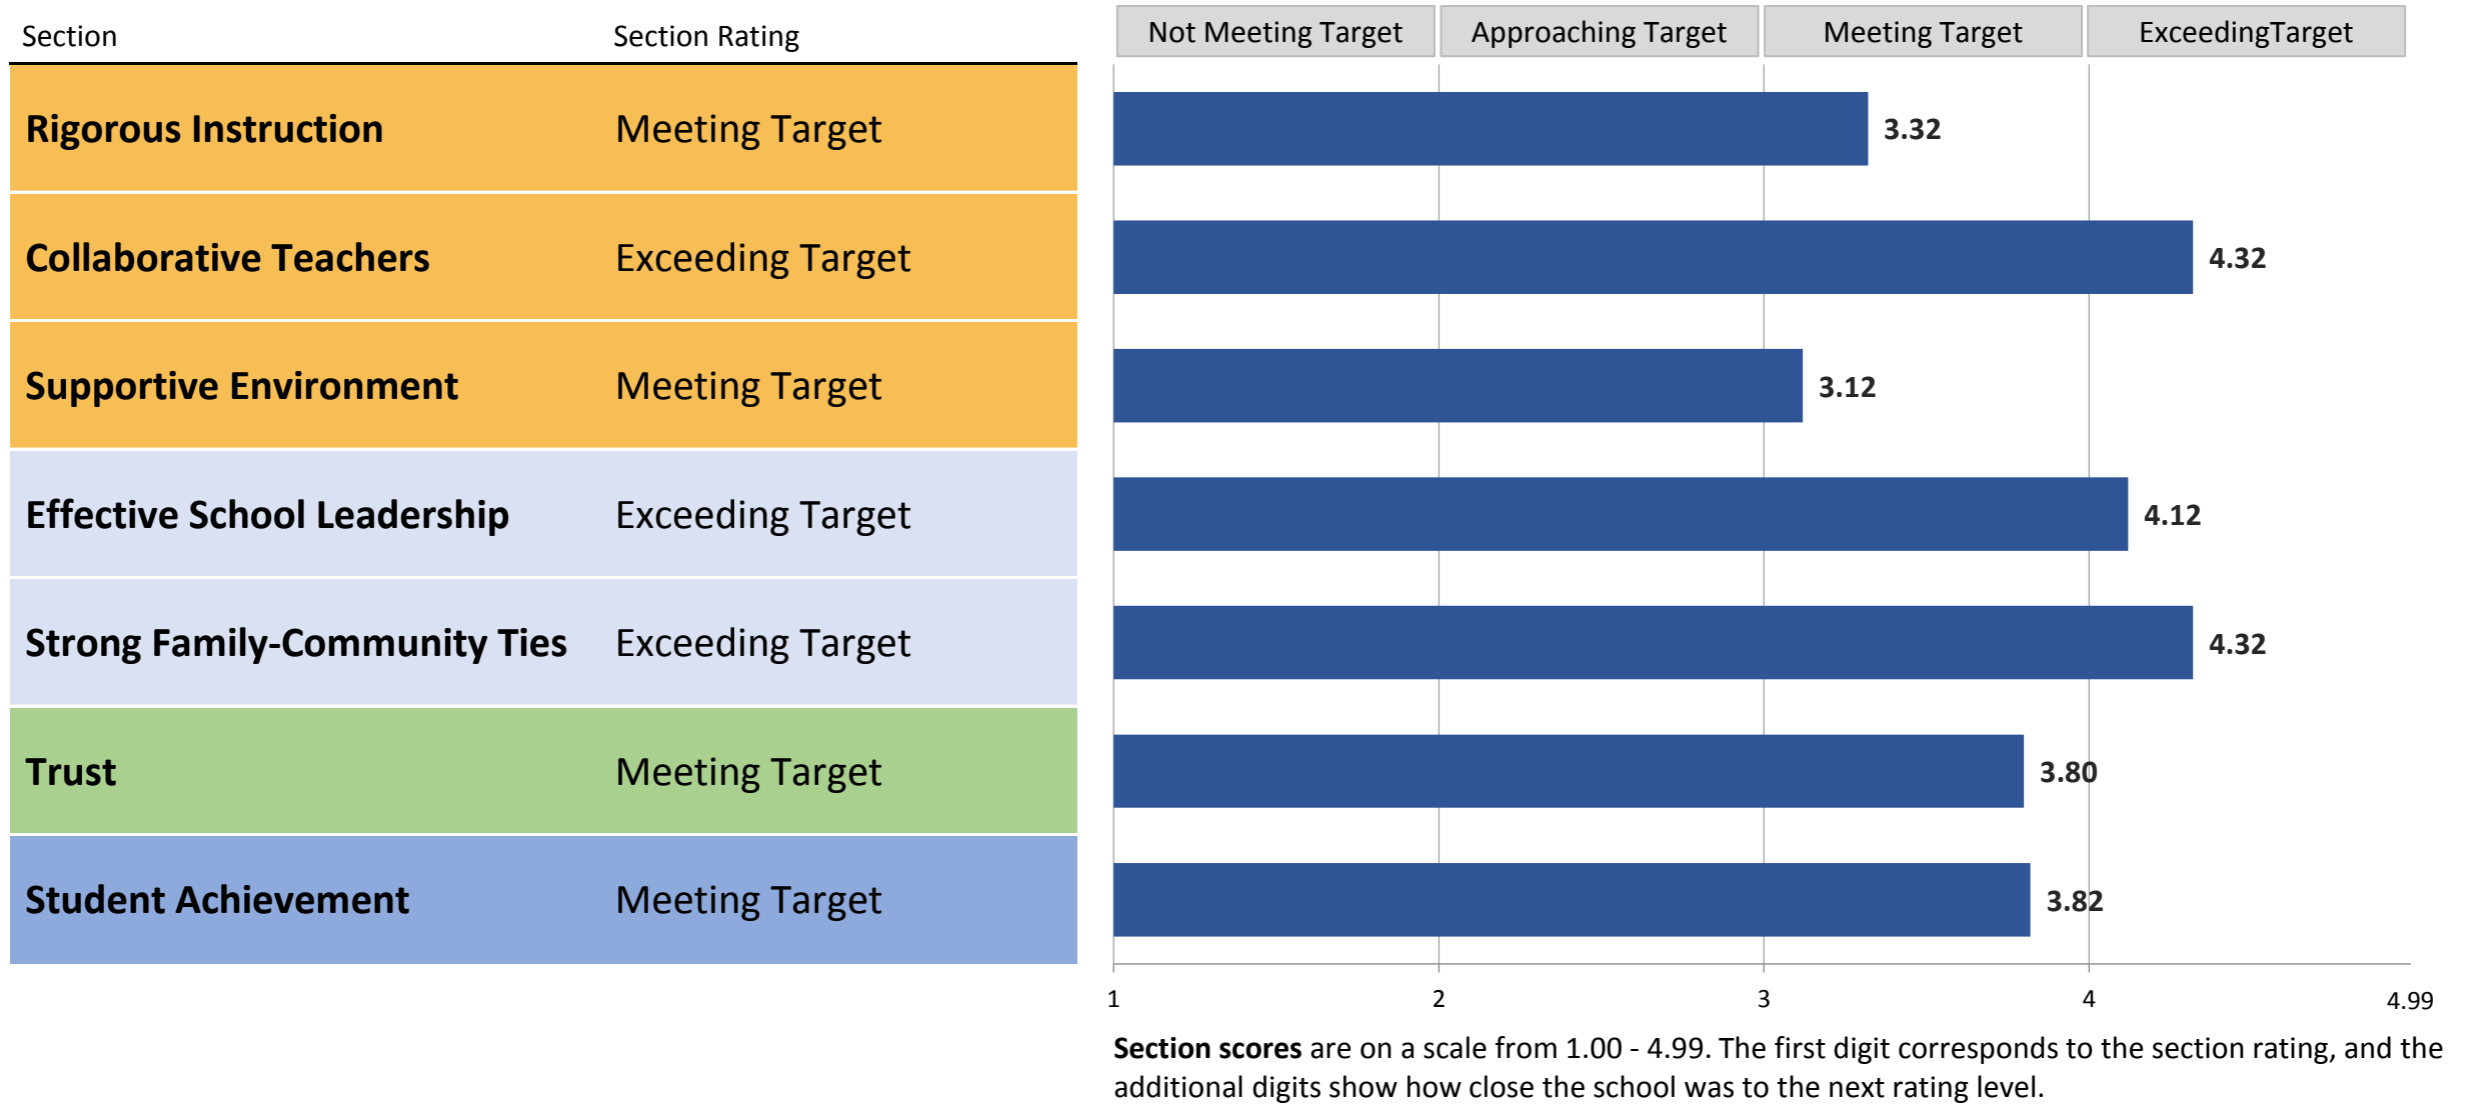 Section Section Rating Not Meeting Target Approaching Target Meeting Target ExceedingTarget
Rigorous Instruction Meeting Target 3.32
Collaborative Teachers Exceeding Target 4.32
Supportive Environment Meeting Target 3.12
Effective School Leadership Exceeding Target 4.12
Strong Family-Community Ties Exceeding Target 4.32
Trust Meeting Target 3.80
Student Achievement Meeting Target 3.82
1 2 3 4 4.99
Section scores are on a scale from 1.00 - 4.99. The first digit corresponds to the section rating, and the
additional digits show how close the school was to the next rating level.